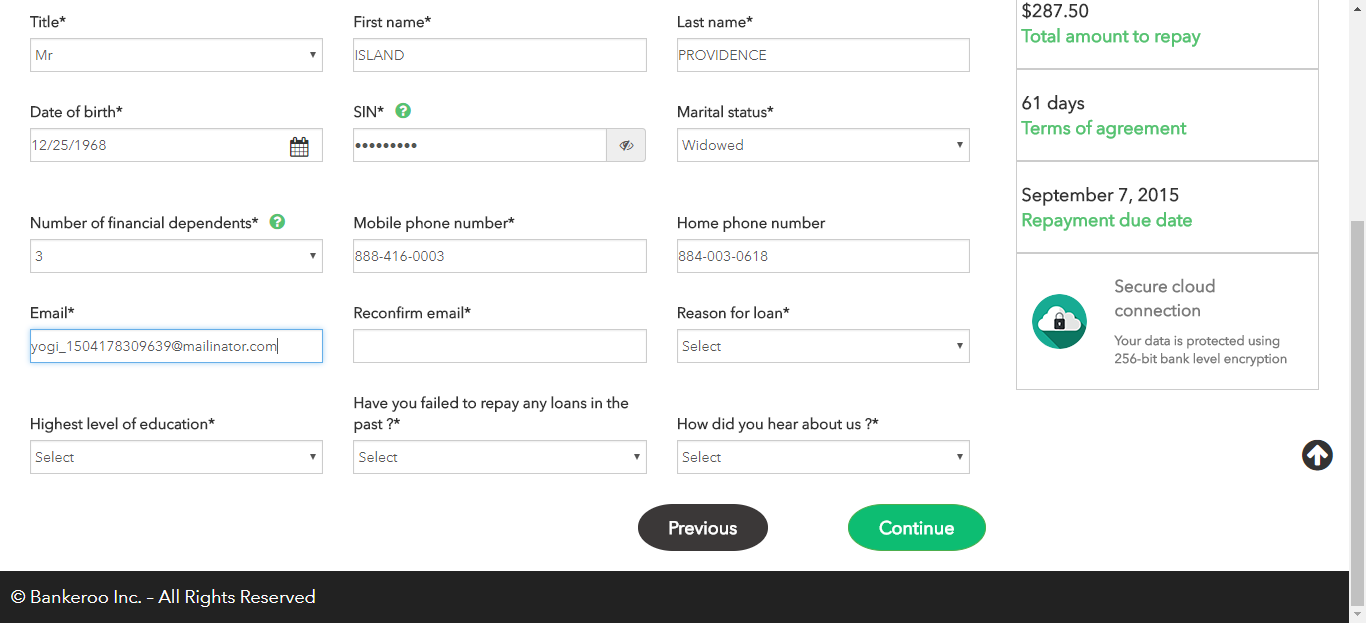 Title*
First name*
Last name*
Mr
ISLAND
PROVIDENCE
Date of birth*
SIN*
?
Marital status*
12/25/1968
•••••••••
Widowed
Number of financial dependents*
?
Mobile phone number*
Home phone number
3
888-416-0003
884-003-0618
Email*
Reconfirm email*
Reason for loan*
yogi_1504178309639@mailinator.com
Select
Highest level of education*
Have you failed to repay any loans in the
past ?*
How did you hear about us ?*
Select
Select
Select
Previous
Continue
$287.50
Total amount to repay
61 days
Terms of agreement
September 7, 2015
Repayment due date
Secure cloud
connection
Your data is protected using
256-bit bank level encryption
© Bankeroo Inc. – All Rights Reserved